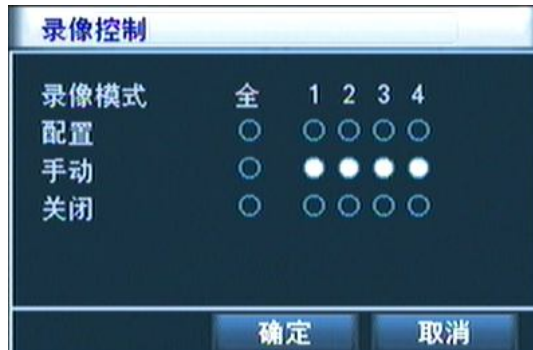 录像控制
录像模式 全 1 2 3 4
配置
手动
关闭
确定 取消